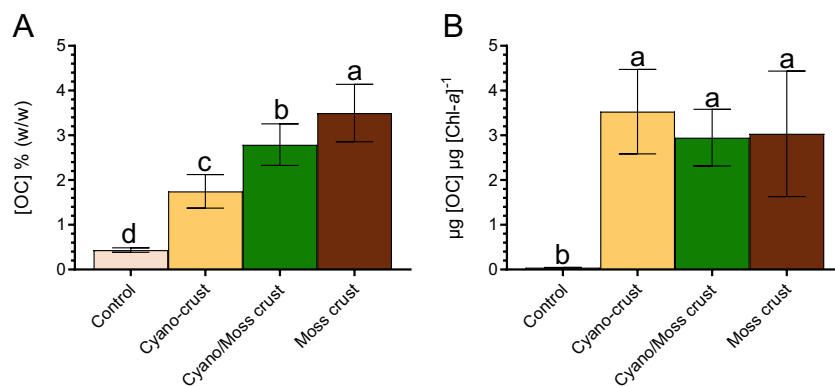 A
[OC] % (w/w)
5
4
3
2
1
0
d
c
b
a
Control
Cyano-crust
Cyano/Moss crust
Moss crust
B
µg [OC] µg [Chl-a]⁻¹
5
4
3
2
1
0
b
a
a
a
Control
Cyano-crust
Cyano/Moss crust
Moss crust